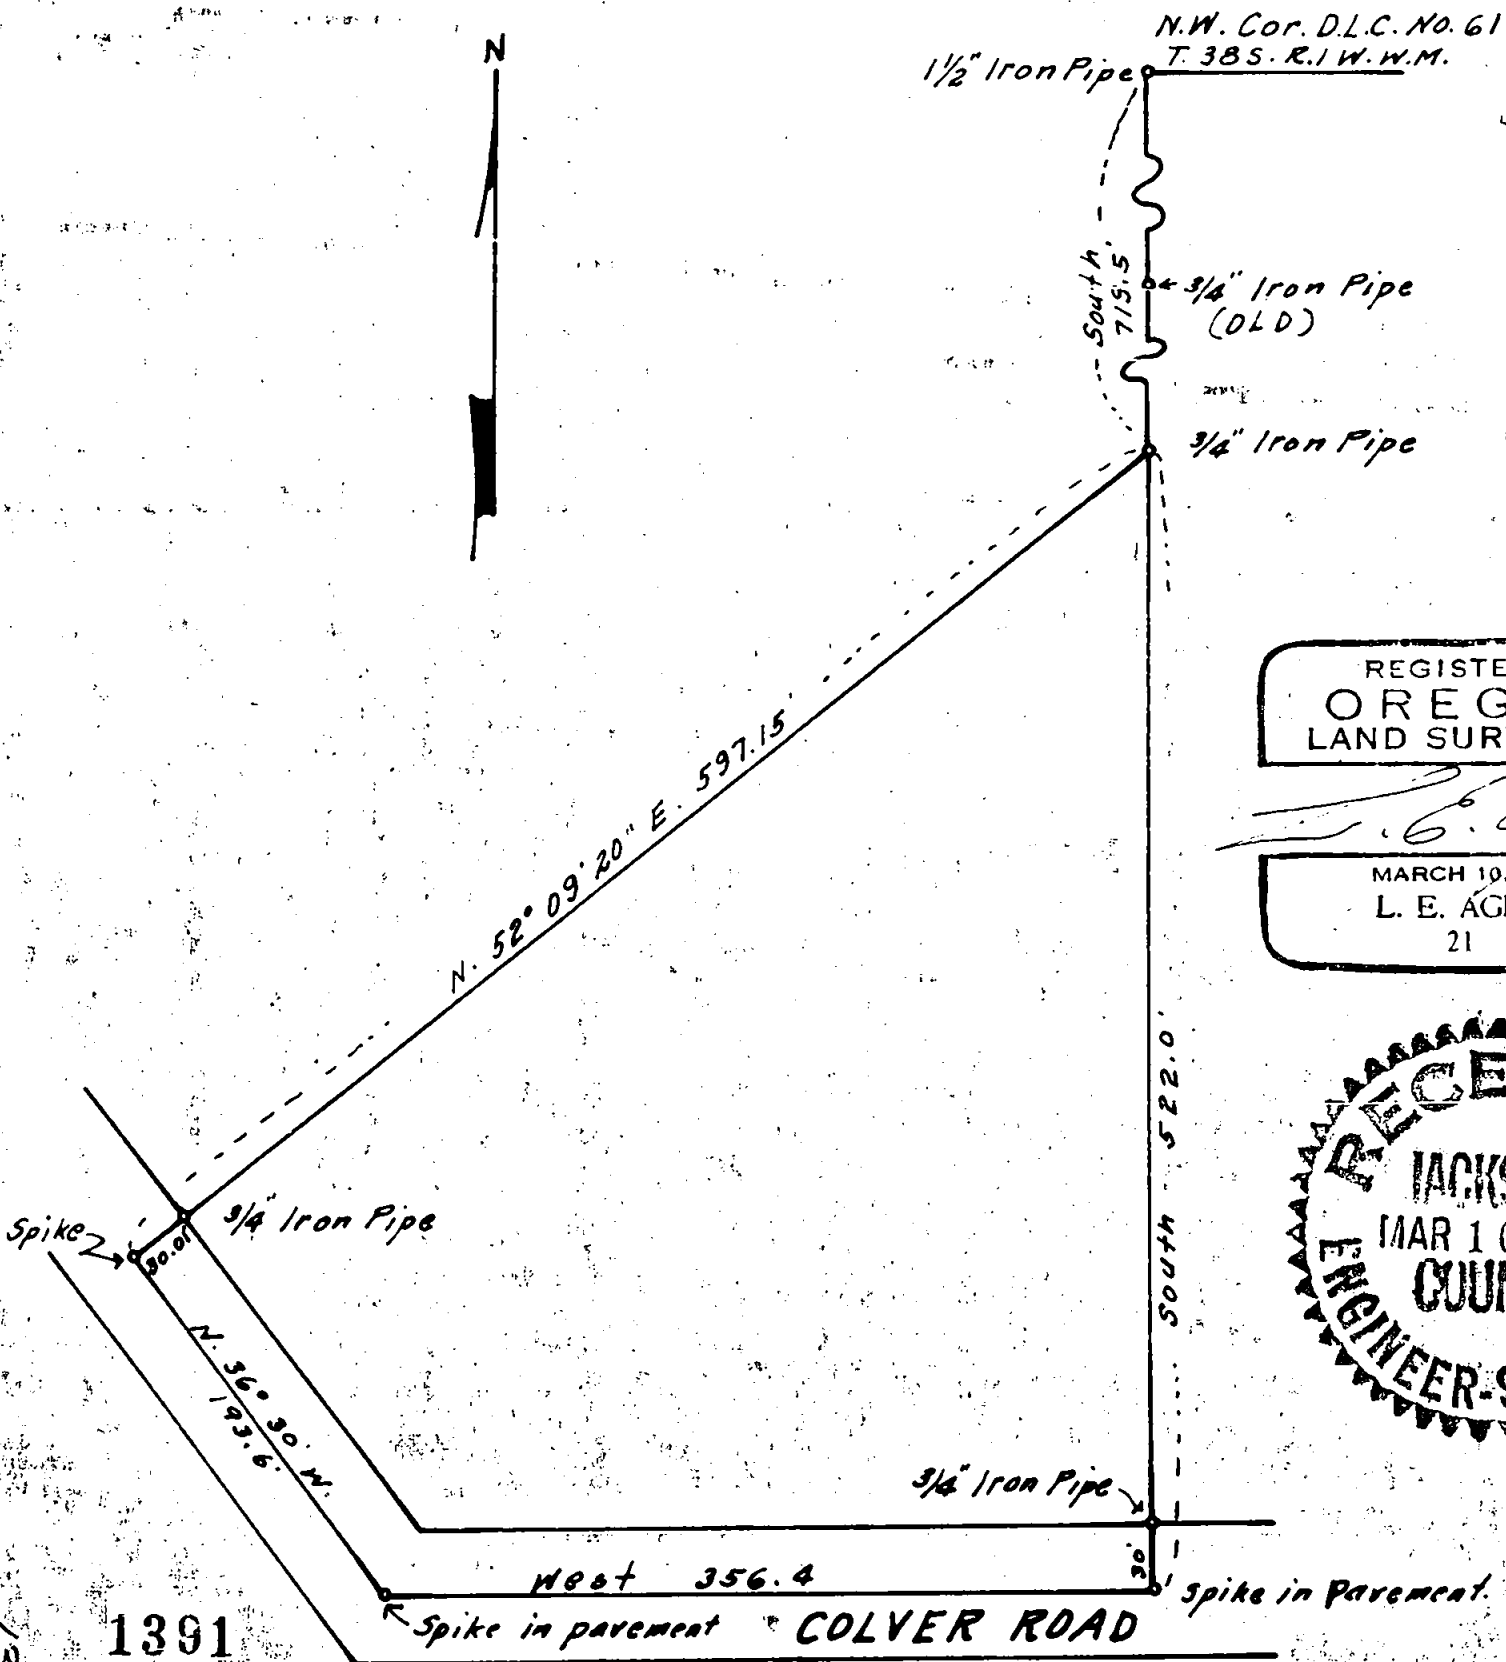 N.W. Cor. D.L.C. NO. 61
T. 38 S. R. 1 W. W.M.
N
1½" Iron Pipe
South
719.5'
¾" Iron Pipe
(OLD)
¾" Iron Pipe
REGISTE
OREG
LAND SUR
MARCH 10,
L. E. AG
21
N. 52° 09' 20" E. 597.15'
South 522.0'
RECE
JACKS
MAR 1
COUN
ENGINEER-S
Spike
¾" Iron Pipe
30.01
N. 36° 30' W.
193.6'
¾" Iron Pipe
30'
West 356.4
Spike in Pavement.
Spike in pavement
COLVER ROAD
1391